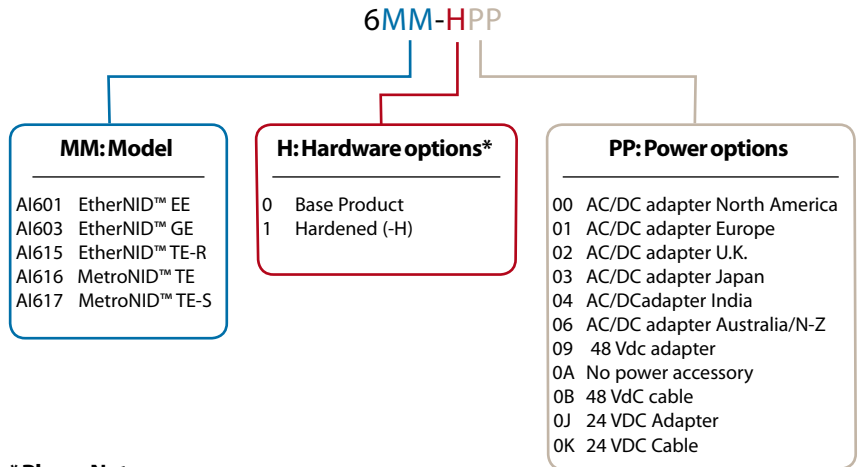 6MM-HPP
MM: Model
AI601 EtherNID™ EE
AI603 EtherNID™ GE
AI615 EtherNID™ TE-R
AI616 MetroNID™ TE
AI617 MetroNID™ TE-S
H: Hardware options*
0 Base Product
1 Hardened (-H)
PP: Power options
00 AC/DC adapter North America
01 AC/DC adapter Europe
02 AC/DC adapter U.K.
03 AC/DC adapter Japan
04 AC/DCadapter India
06 AC/DC adapter Australia/N-Z
09 48 Vdc adapter
0A No power accessory
0B 48 VdC cable
0J 24 VDC Adapter
0K 24 VDC Cable